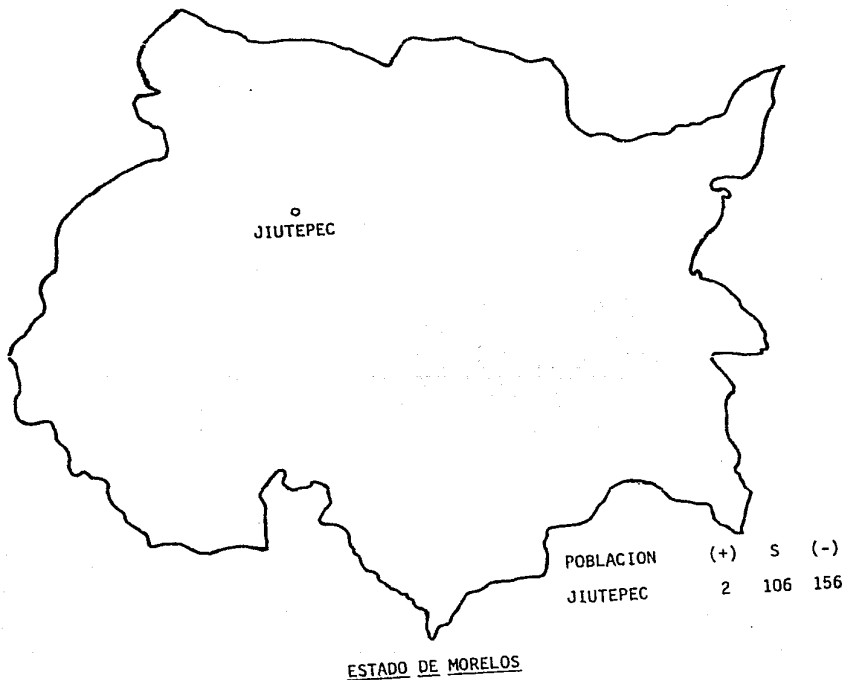 JIUTEPEC
POBLACION (+) S (-)
JIUTEPEC 2 106 156
ESTADO DE MORELOS